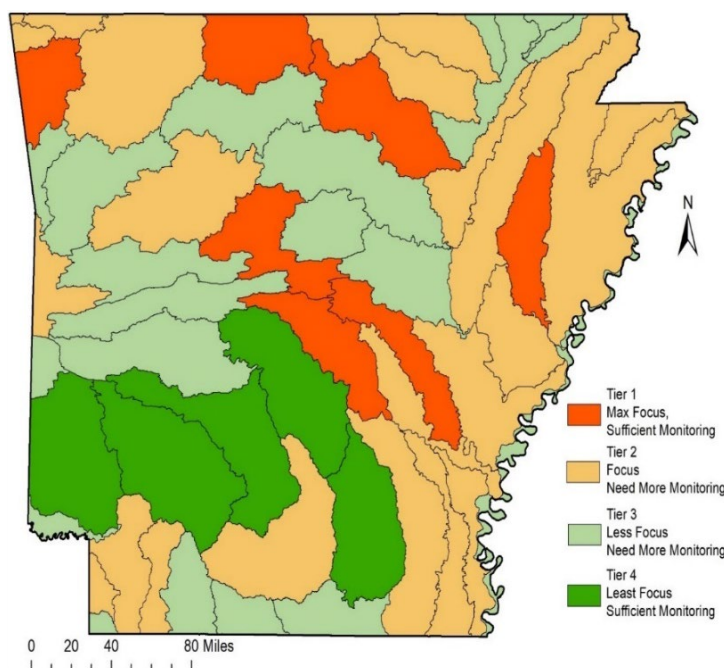 N
Tier 1
Max Focus,
Sufficient Monitoring
Tier 2
Focus
Need More Monitoring
Tier 3
Less Focus
Need More Monitoring
Tier 4
Least Focus
Sufficient Monitoring
0 20 40 80 Miles